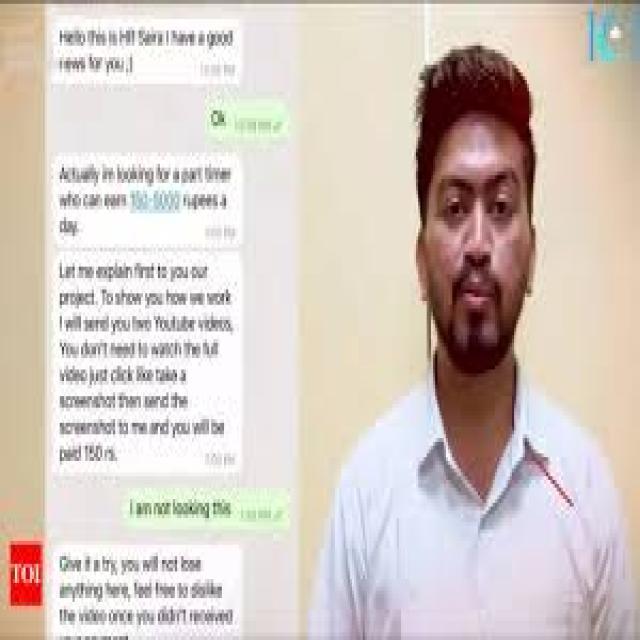 Hello this is HR Sara I have a good
news for you ;)
Ok
Actually im looking for a part timer
who can earn 150-5000 rupees a
day.
Let me explain first to you our
project. To show you how we work
I will send you two Youtube videos,
You don't need to watch the full
video just click like take a
screenshot then send the
screenshot to me and you will be
paid 150 rs.
I am not looking this
Give it a try, you will not lose
anything here, feel free to dislike
the video once you didn't received
TOI